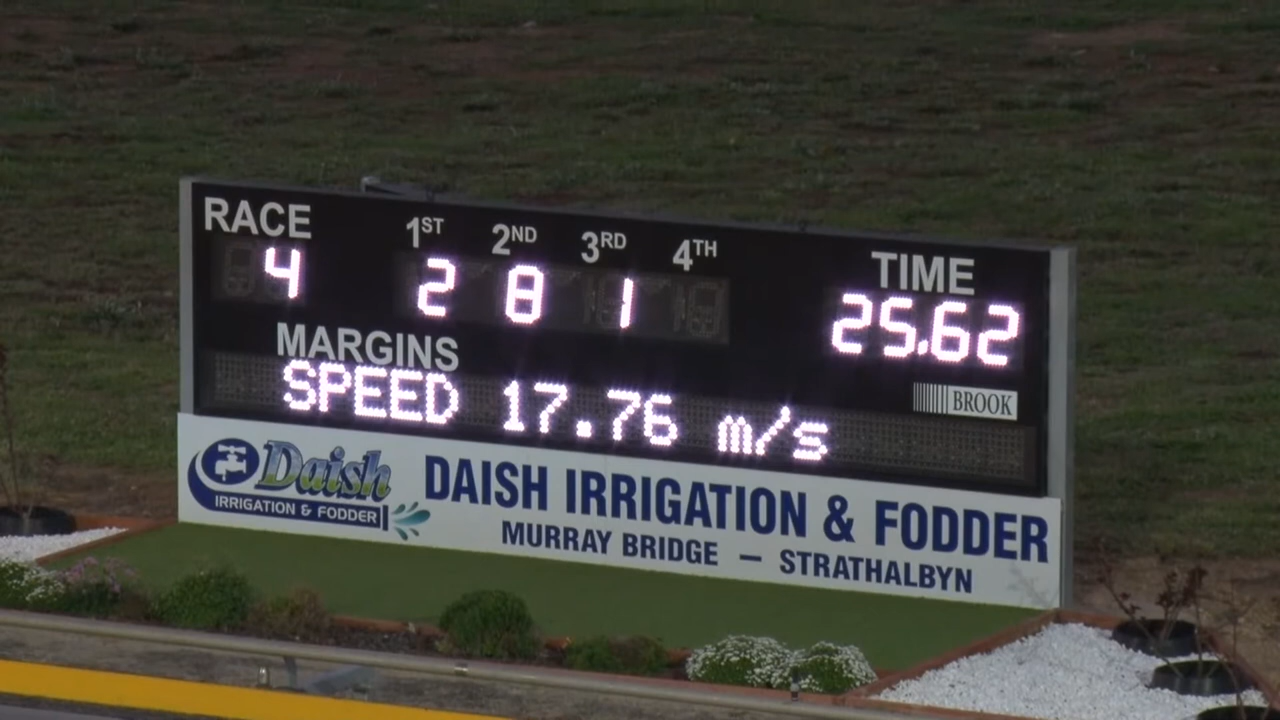 RACE 1ST 2ND 3RD 4TH TIME
4 2 8 1 25.62
MARGINS
SPEED 17.76 m/s
BROOK
Daish
IRRIGATION & FODDER
DAISH IRRIGATION & FODDER
MURRAY BRIDGE – STRATHALBYN